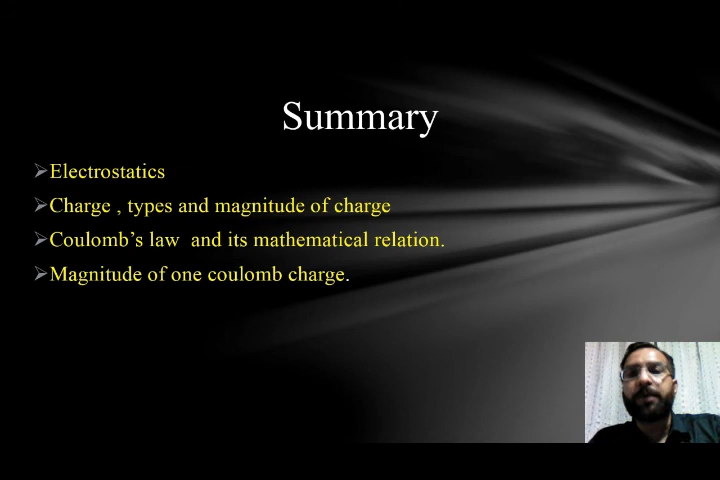 Summary
Electrostatics
Charge , types and magnitude of charge
Coulomb’s law  and its mathematical relation.
Magnitude of one coulomb charge.